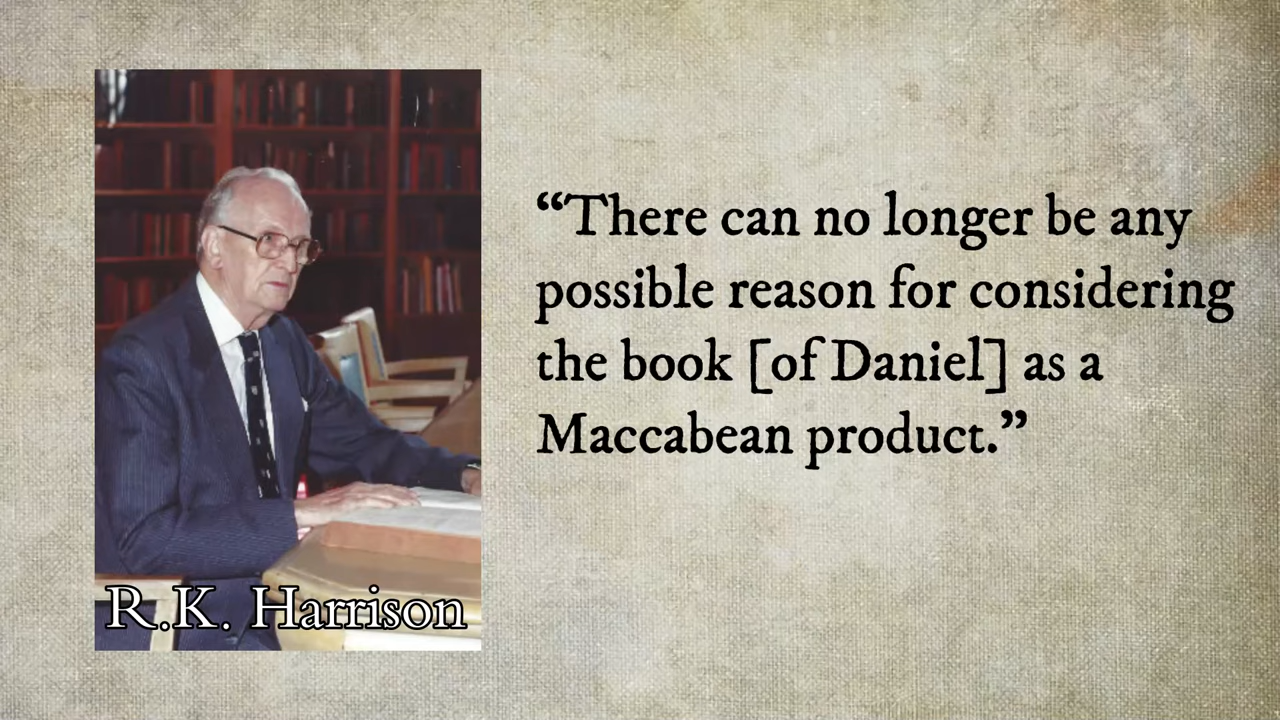 “There can no longer be any
possible reason for considering
the book [of Daniel] as a
Maccabean product.”
R.K. Harrison